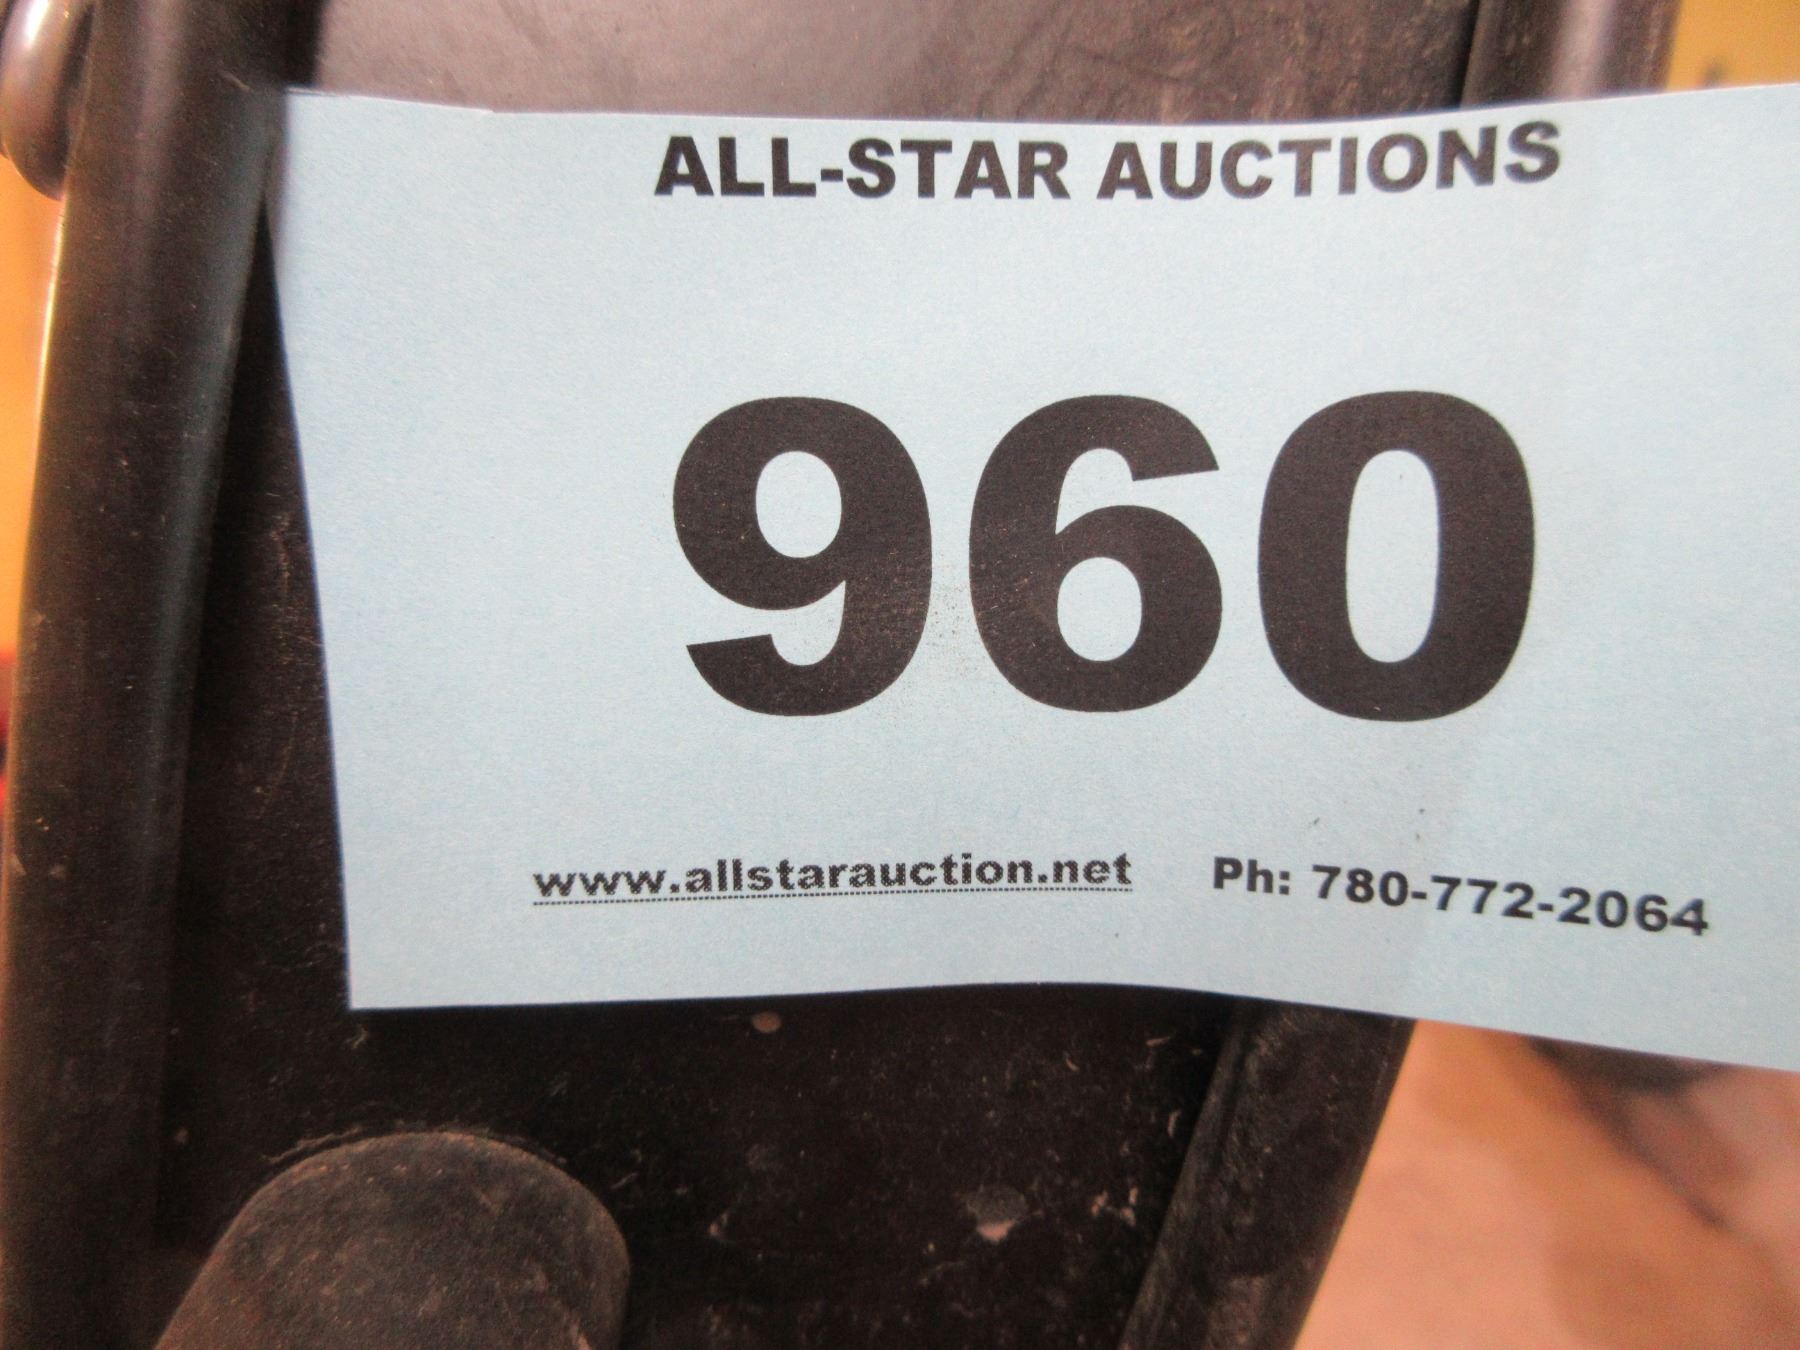 ALL-STAR AUCTIONS
960
www.allstarauction.net Ph: 780-772-2064